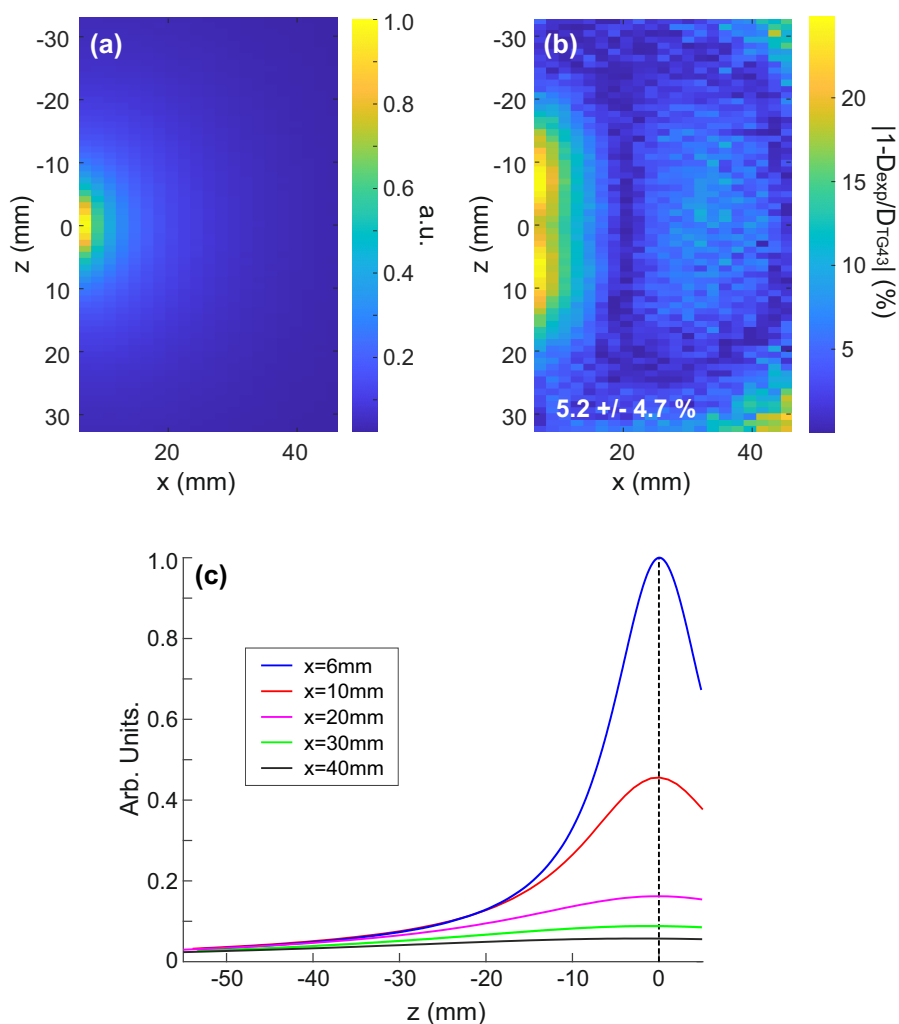 (a)
-30
-20
-10
0
10
20
30
z (mm)
20
40
x (mm)
1.0
0.8
0.6
0.4
0.2
a.u.
(b)
-30
-20
-10
0
10
20
30
z (mm)
5.2 +/- 4.7 %
20
40
x (mm)
20
15
10
5
|1-Dexp/DTG43| (%)
(c)
1.0
0.8
0.6
0.4
0.2
0
Arb. Units.
x=6mm
x=10mm
x=20mm
x=30mm
x=40mm
-50
-40
-30
-20
-10
0
z (mm)